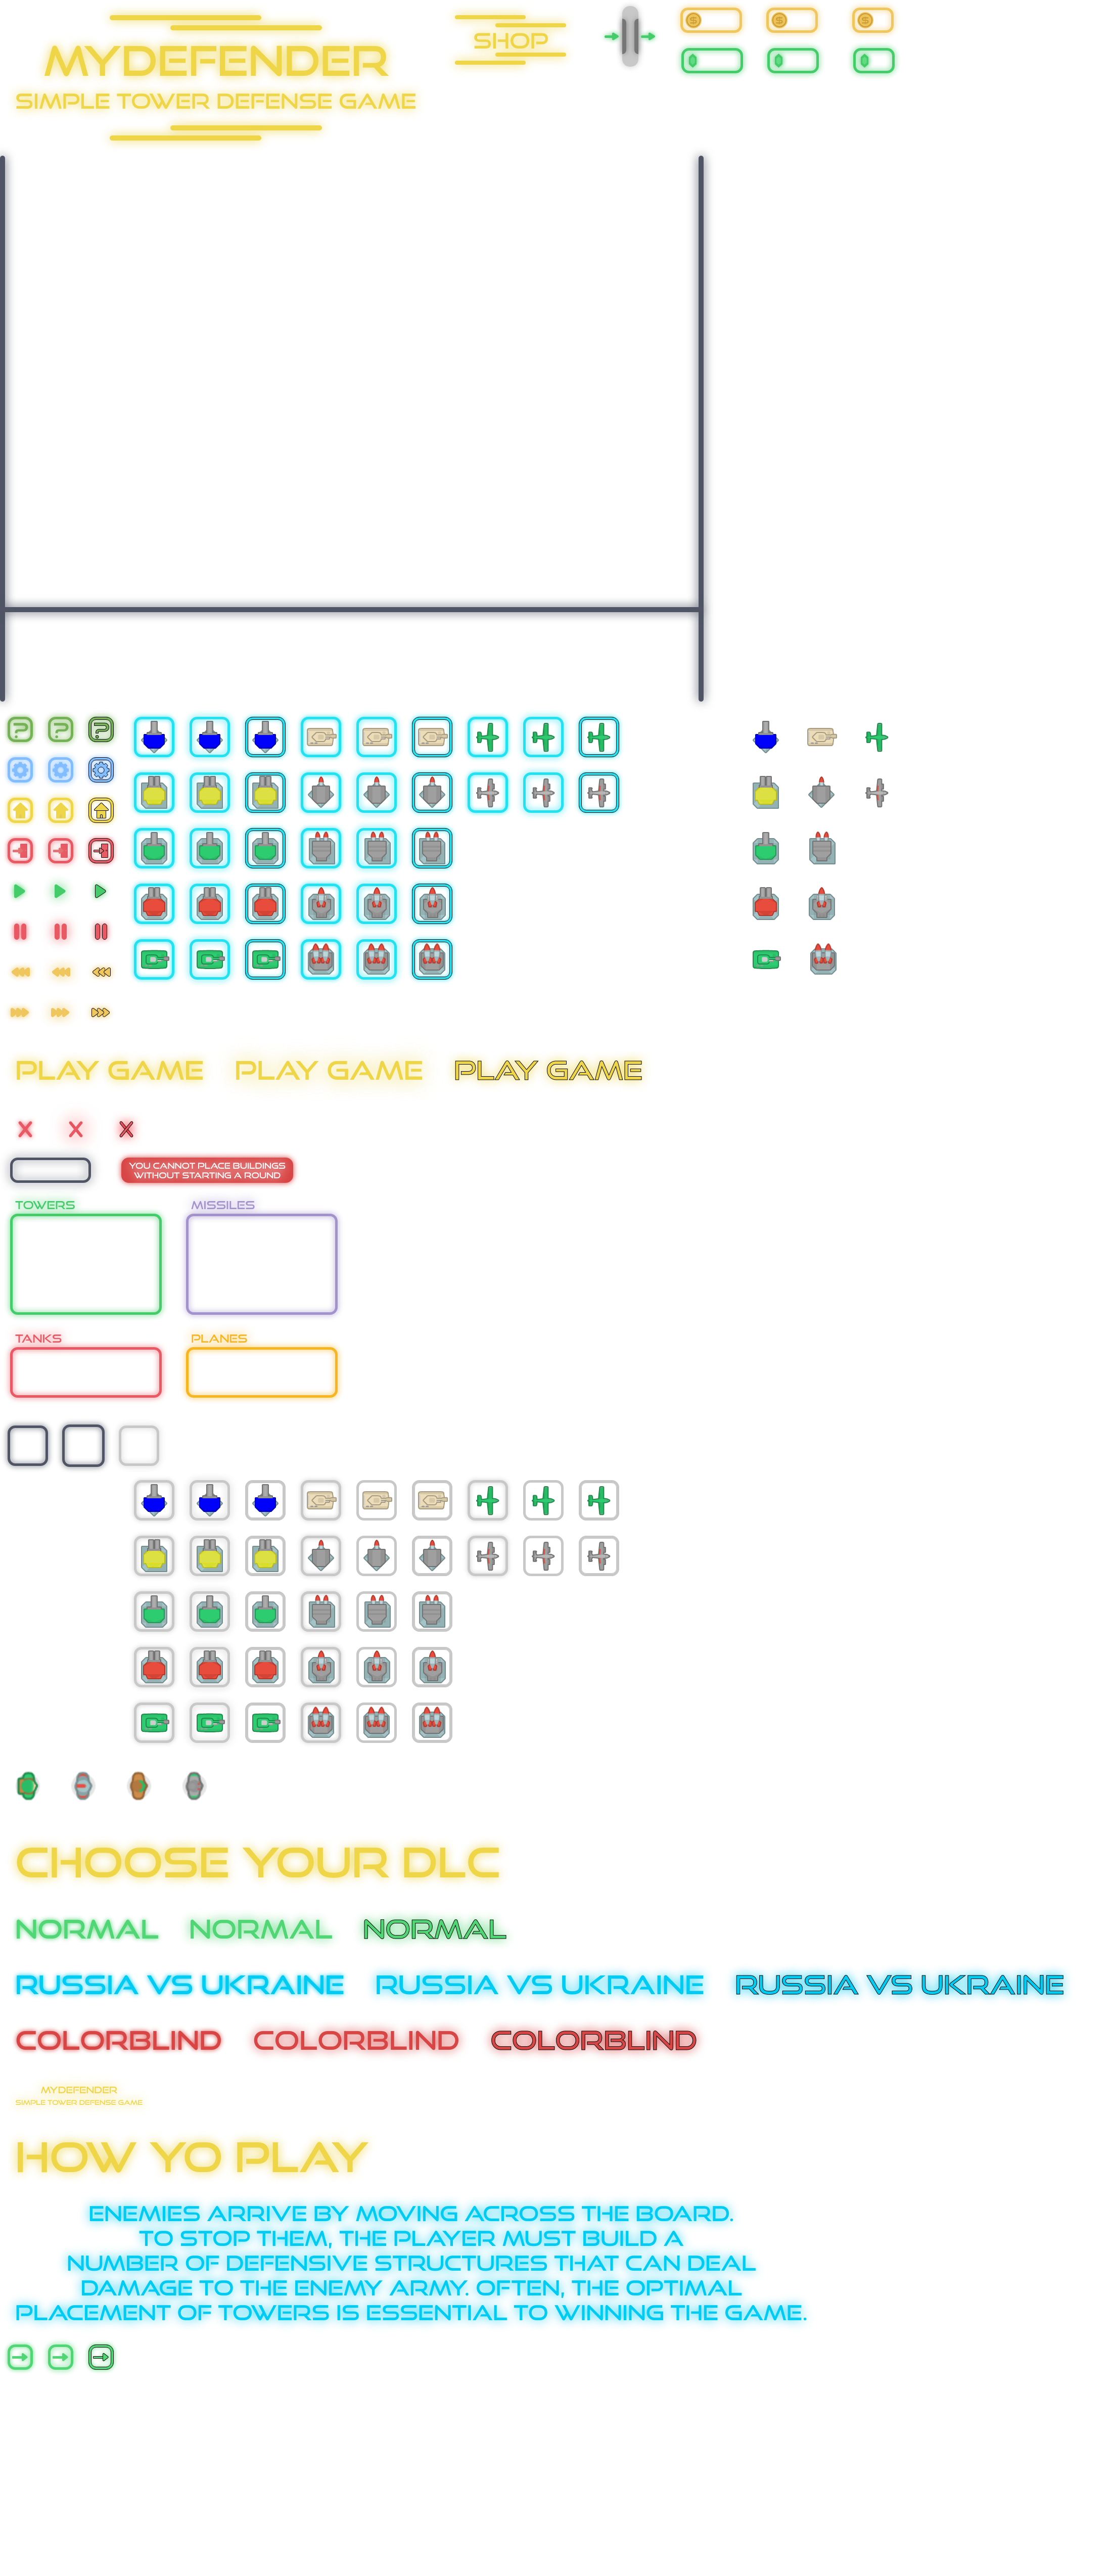 MYDEFENDER
SIMPLE TOWER DEFENSE GAME
SHOP
PLAY GAME PLAY GAME PLAY GAME
YOU CANNOT PLACE BUILDINGS
WITHOUT STARTING A ROUND
TOWERS MISSILES
TANKS PLANES
CHOOSE YOUR DLC
NORMAL NORMAL NORMAL
RUSSIA VS UKRAINE RUSSIA VS UKRAINE RUSSIA VS UKRAINE
COLORBLIND COLORBLIND COLORBLIND
MYDEFENDER
SIMPLE TOWER DEFENSE GAME
HOW YO PLAY
ENEMIES ARRIVE BY MOVING ACROSS THE BOARD.
TO STOP THEM, THE PLAYER MUST BUILD A
NUMBER OF DEFENSIVE STRUCTURES THAT CAN DEAL
DAMAGE TO THE ENEMY ARMY. OFTEN, THE OPTIMAL
PLACEMENT OF TOWERS IS ESSENTIAL TO WINNING THE GAME.